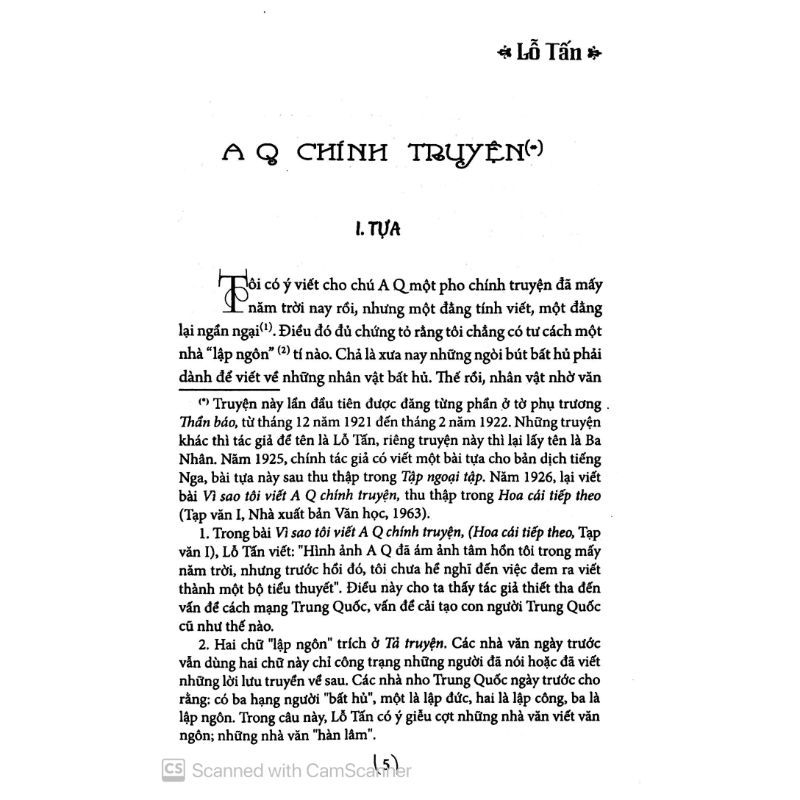 Lỗ Tấn
A Q CHÍNH TRUYỆN(*)
I. TỰA
Tôi có ý viết cho chú A Q một pho chính truyện đã mấy
năm trời nay rồi, nhưng một đằng tính viết, một đằng
lại ngần ngại(1). Điều đó đủ chứng tỏ rằng tôi chẳng có tư cách một
nhà “lập ngôn” (2) tí nào. Chả là xưa nay những ngòi bút bất hủ phải
dành để viết về những nhân vật bất hủ. Thế rồi, nhân vật nhờ văn
(*) Truyện này lần đầu tiên được đăng từng phần ở tờ phụ trương
Thần báo, từ tháng 12 năm 1921 đến tháng 2 năm 1922. Những truyện
khác thì tác giả để tên là Lỗ Tấn, riêng truyện này thì lại lấy tên là Ba
Nhân. Năm 1925, chính tác giả có viết một bài tựa cho bản dịch tiếng
Nga, bài tựa này sau thu thập trong Tập ngoại tập. Năm 1926, lại viết
bài Vì sao tôi viết A Q chính truyện, thu thập trong Hoa cái tiếp theo
(Tạp văn I, Nhà xuất bản Văn học, 1963).
1. Trong bài Vì sao tôi viết A Q chính truyện, (Hoa cái tiếp theo, Tạp
văn I), Lỗ Tấn viết: "Hình ảnh A Q đã ám ảnh tâm hồn tôi trong mấy
năm trời, nhưng trước hồi đó, tôi chưa hề nghĩ đến việc đem ra viết
thành một bộ tiểu thuyết". Điều này cho ta thấy tác giả thiết tha đến
vấn đề cách mạng Trung Quốc, vấn đề cải tạo con người Trung Quốc
cũ như thế nào.
2. Hai chữ "lập ngôn" trích ở Tả truyện. Các nhà văn ngày trước
vẫn dùng hai chữ này chỉ công trạng những người đã nói hoặc đã viết
những lời lưu truyền về sau. Các nhà nho Trung Quốc ngày trước cho
rằng: có ba hạng người "bất hủ", một là lập đức, hai là lập công, ba là
lập ngôn. Trong câu này, Lỗ Tấn có ý giễu cợt những nhà văn viết văn
ngôn; những nhà văn "hàn lâm".
(5)
CS Scanned with CamScanner